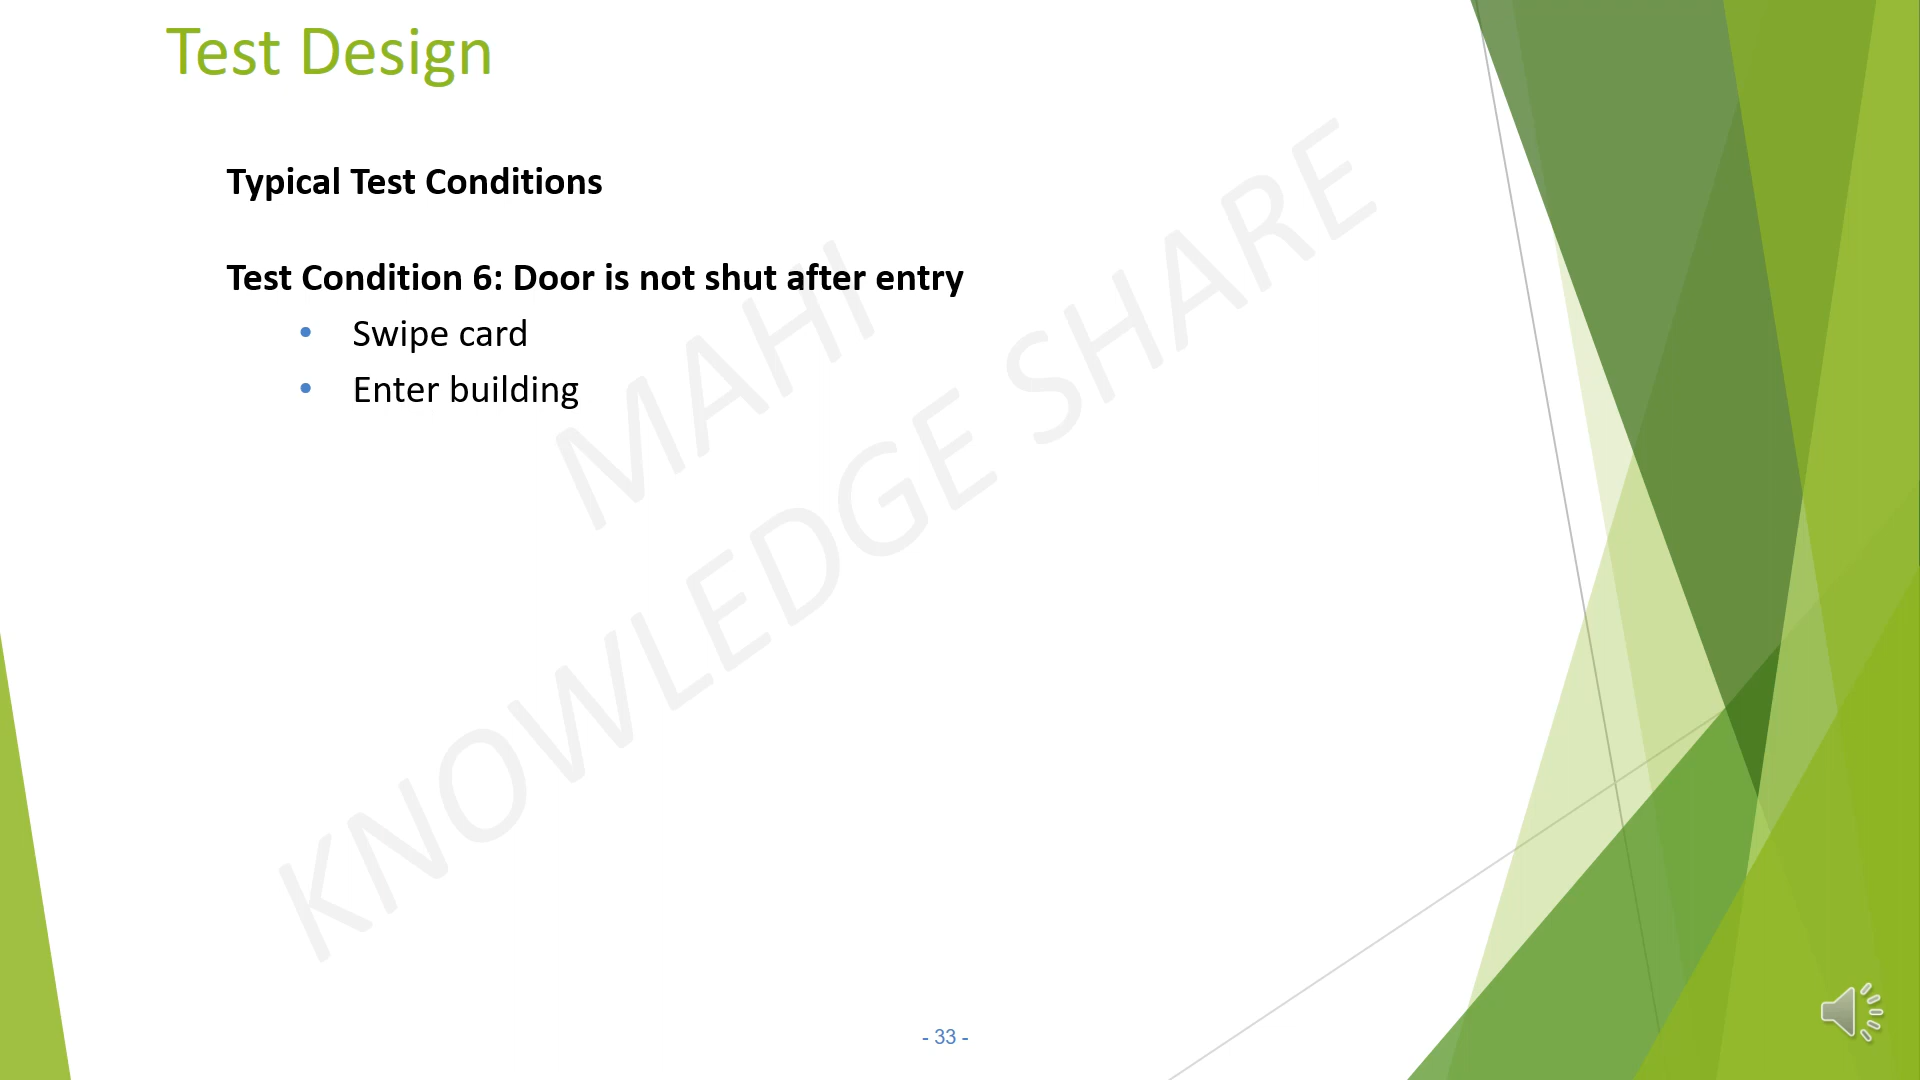 Test Design
Typical Test Conditions
Test Condition 6: Door is not shut after entry
• Swipe card
• Enter building
MAHI
KNOWLEDGE SHARE
- 33 -